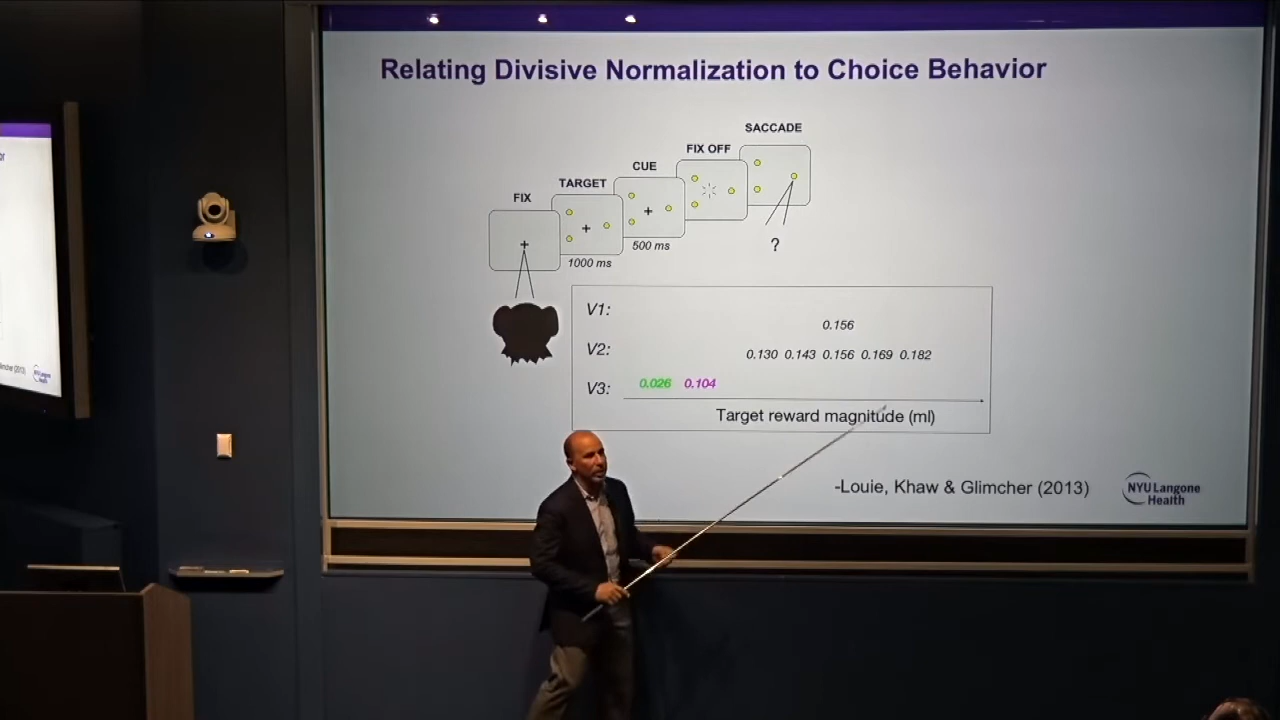 Relating Divisive Normalization to Choice Behavior
SACCADE
FIX OFF
CUE
TARGET
FIX
500 ms
?
1000 ms
V1:
0.156
V2:
0.130 0.143 0.156 0.169 0.182
V3:
0.026 0.104
Target reward magnitude (ml)
-Louie, Khaw & Glimcher (2013)
NYU Langone
Health